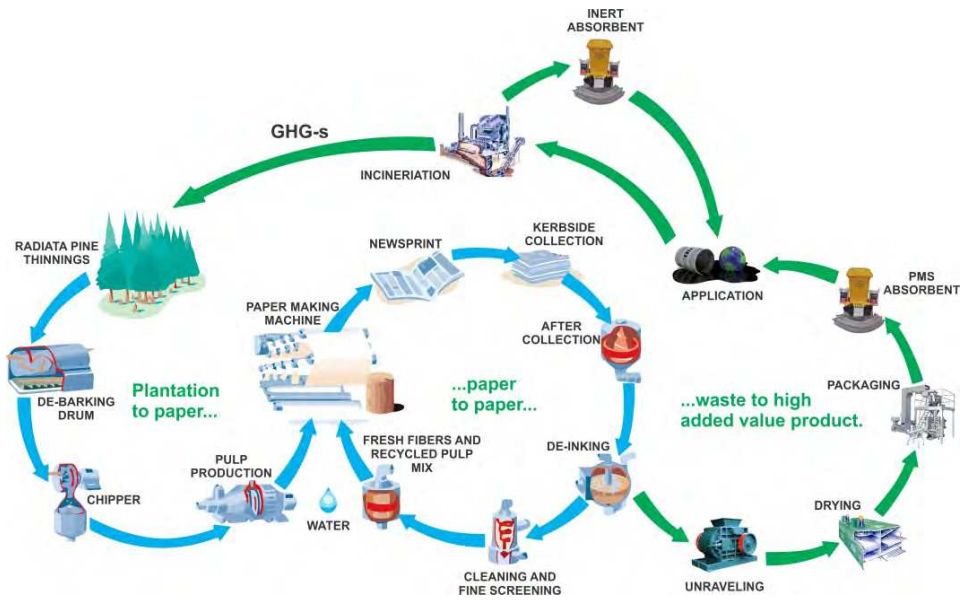 INERT
ABSORBENT
GHG-s
INCINERIATION
RADIATA PINE
THINNINGS
NEWSPRINT
KERBSIDE
COLLECTION
APPLICATION
PMS
ABSORBENT
PAPER MAKING
MACHINE
AFTER
COLLECTION
DE-BARKING
DRUM
Plantation
to paper...
...paper
to paper...
...waste to high
added value product.
PACKAGING
PULP
PRODUCTION
FRESH FIBERS AND
RECYCLED PULP
MIX
DE-INKING
CHIPPER
WATER
DRYING
CLEANING AND
FINE SCREENING
UNRAVELING